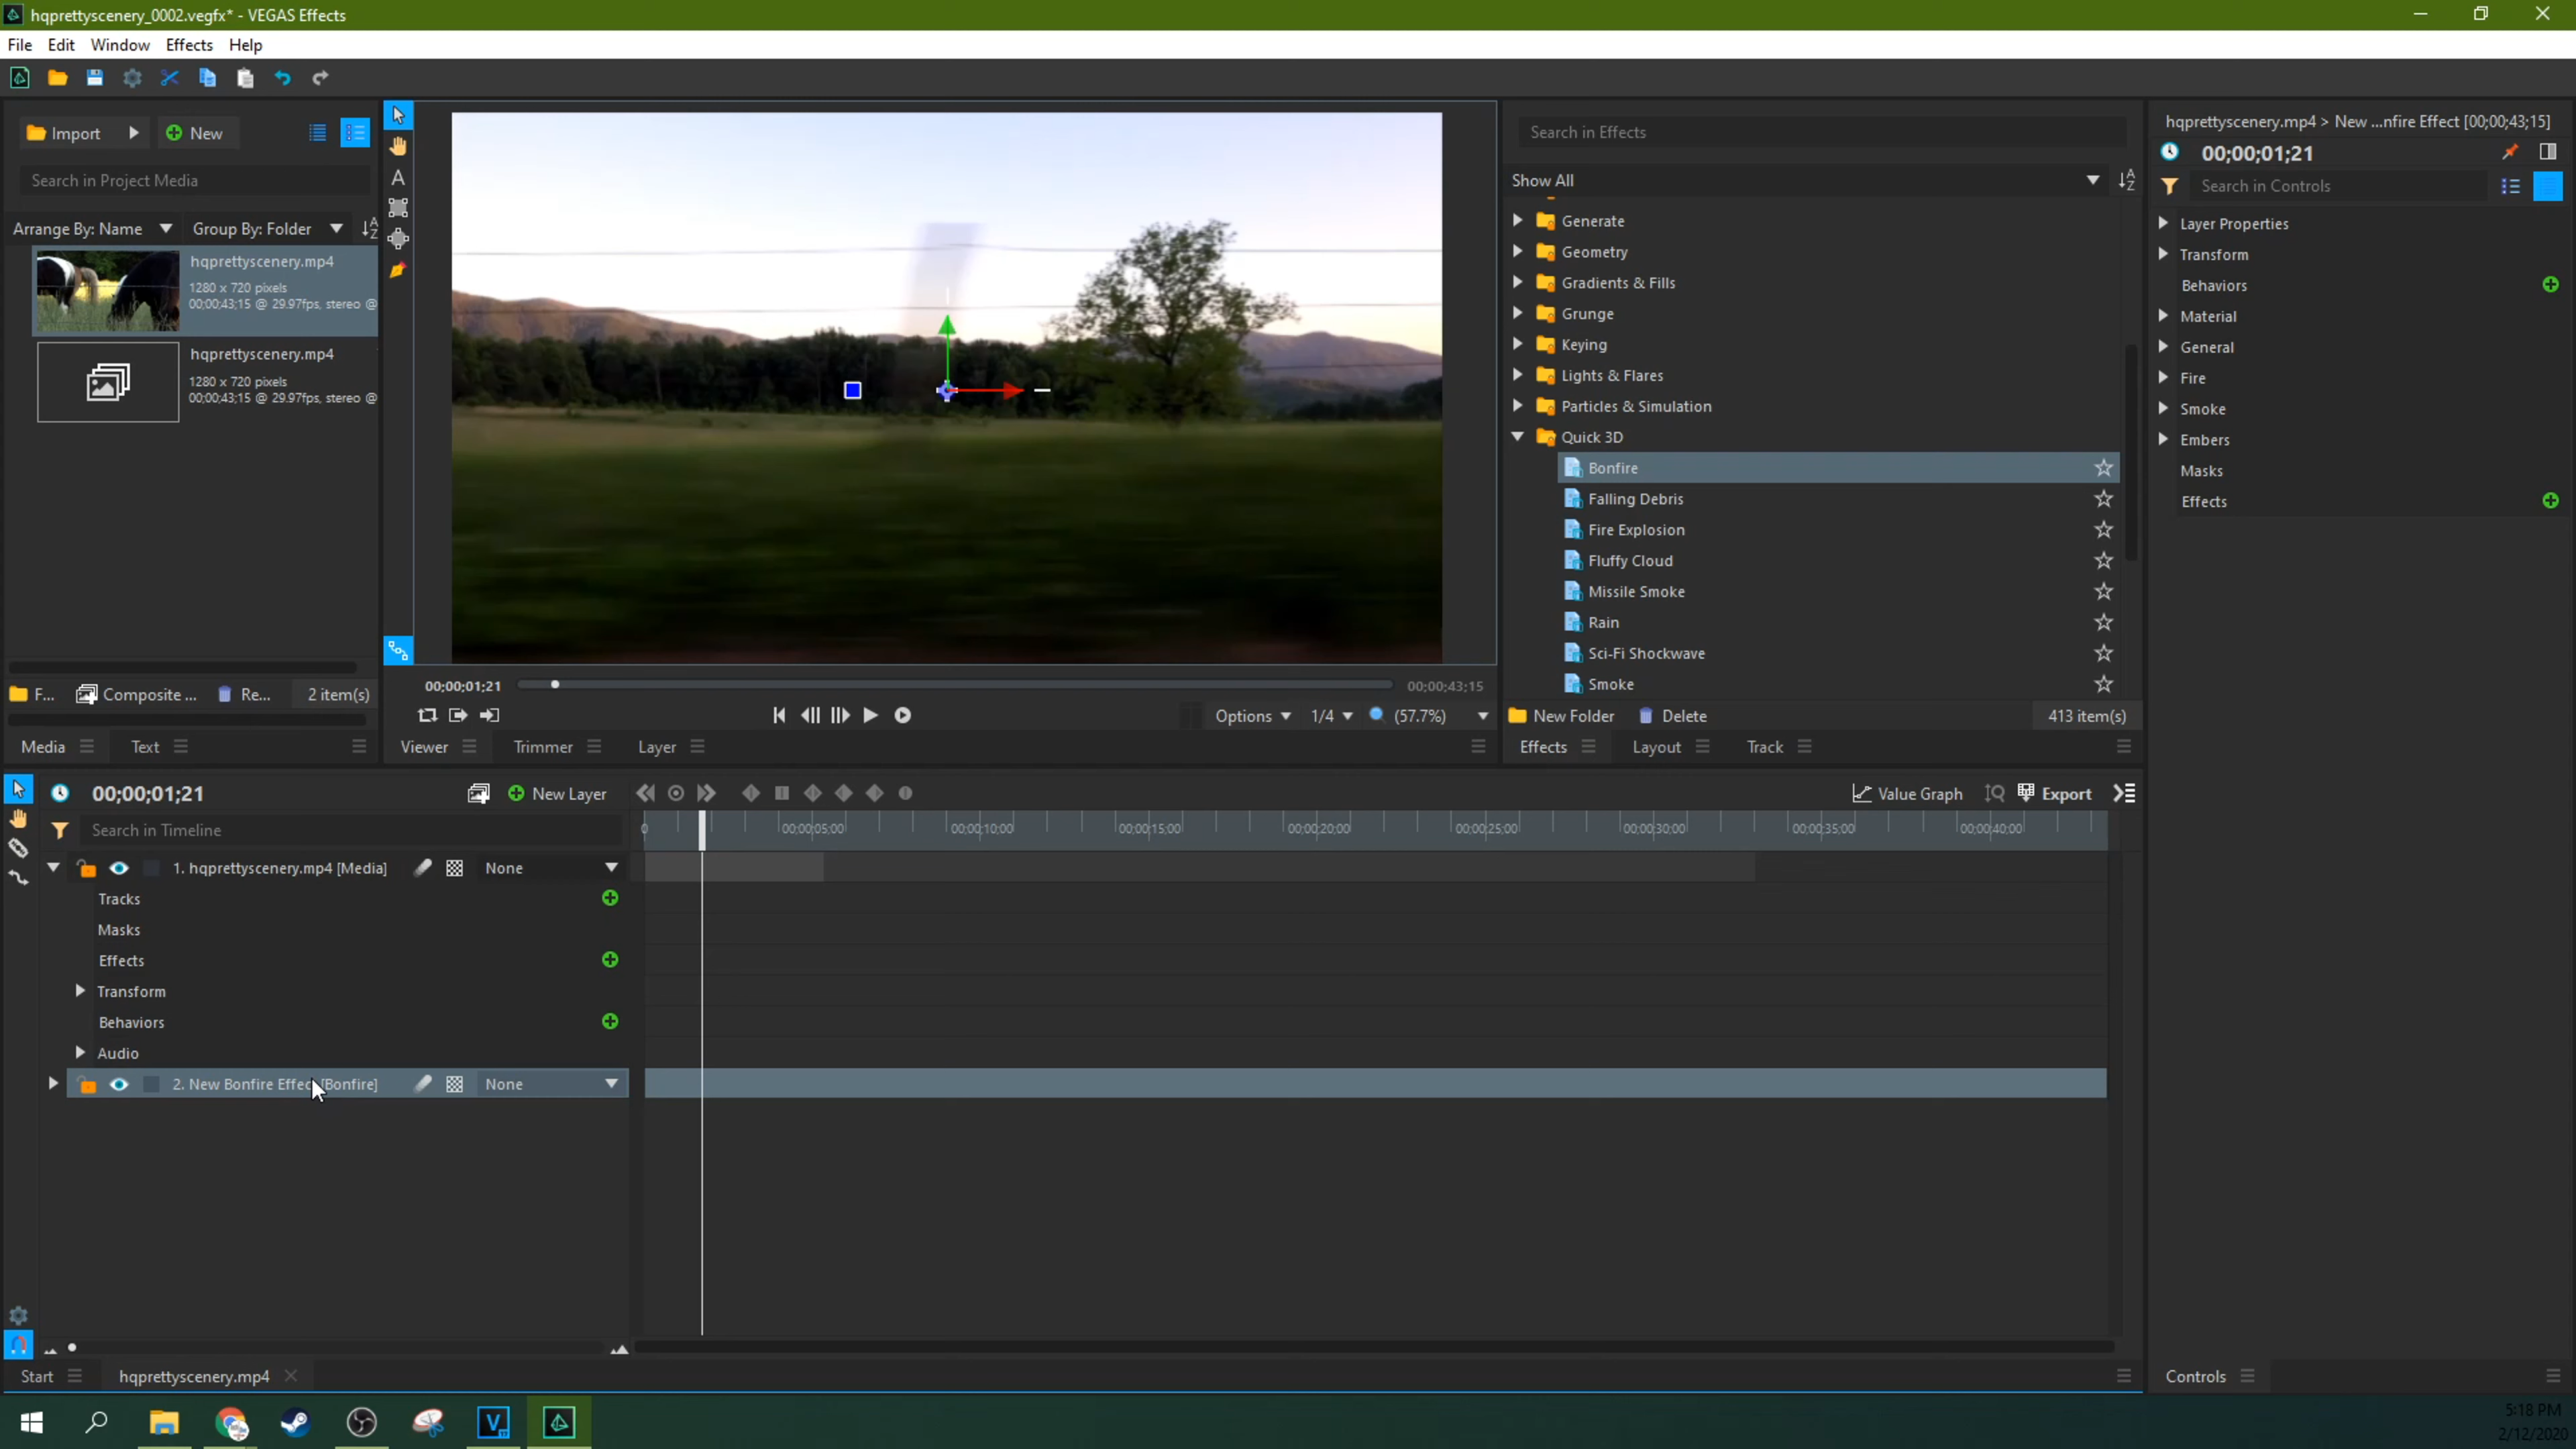 hqprettyscenery_0002.vegfx* - VEGAS Effects
File Edit Window Effects Help
Import New
Search in Project Media
Arrange By: Name Group By: Folder
hqprettyscenery.mp4
1280 x 720 pixels
00;00;43;15 @ 29.97fps, stereo @
hqprettyscenery.mp4
1280 x 720 pixels
00;00;43;15 @ 29.97fps, stereo @
F... Composite ... Re... 2 item(s)
Media Text
00;00;01;21 00;00;43;15
Options 1/4 (57.7%)
Viewer Trimmer Layer
Search in Effects
Show All
Generate
Geometry
Gradients & Fills
Grunge
Keying
Lights & Flares
Particles & Simulation
Quick 3D
Bonfire
Falling Debris
Fire Explosion
Fluffy Cloud
Missile Smoke
Rain
Sci-Fi Shockwave
Smoke
New Folder Delete 413 item(s)
Effects Layout Track
hqprettyscenery.mp4 > New ...nfire Effect [00;00;43;15]
00;00;01;21
Search in Controls
Layer Properties
Transform
Behaviors
Material
General
Fire
Smoke
Embers
Masks
Effects
00;00;01;21 New Layer Value Graph Export
Search in Timeline
0 00;00;05;00 00;00;10;00 00;00;15;00 00;00;20;00 00;00;25;00 00;00;30;00 00;00;35;00 00;00;40;00
1. hqprettyscenery.mp4 [Media] None
Tracks
Masks
Effects
Transform
Behaviors
Audio
2. New Bonfire Effect [Bonfire] None
Start hqprettyscenery.mp4
Controls
5:18 PM
2/12/2020